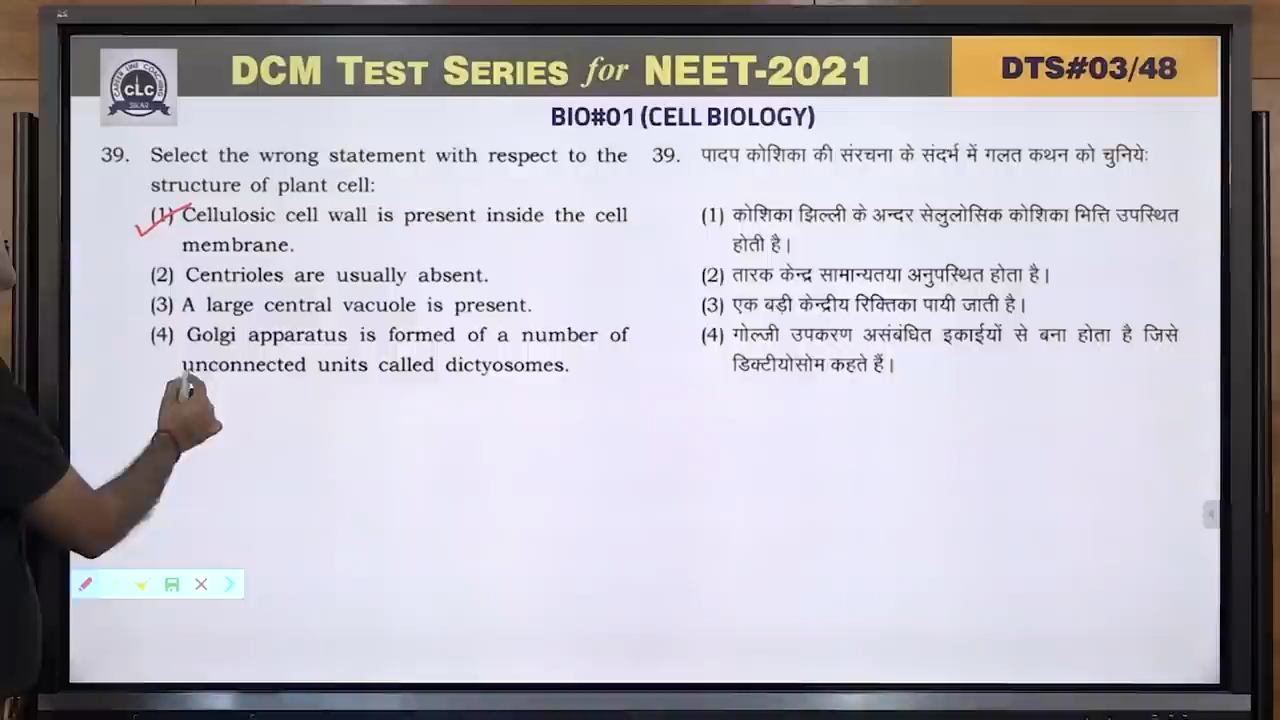 DCM TEST SERIES for NEET-2021
DTS#03/48
CAREER LINE COACHING
CLC
SIKAR
BIO#01 (CELL BIOLOGY)
39. Select the wrong statement with respect to the
structure of plant cell:
(1) Cellulosic cell wall is present inside the cell
membrane.
(2) Centrioles are usually absent.
(3) A large central vacuole is present.
(4) Golgi apparatus is formed of a number of
unconnected units called dictyosomes.
39. पादप कोशिका की संरचना के संदर्भ में गलत कथन को चुनिये:
(1) कोशिका झिल्ली के अन्दर सेलुलोसिक कोशिका भित्ति उपस्थित
होती है।
(2) तारक केन्द्र सामान्यतया अनुपस्थित होता है।
(3) एक बड़ी केन्द्रीय रिक्तिका पायी जाती है।
(4) गोल्जी उपकरण असंबंधित इकाईयों से बना होता है जिसे
डिक्टीयोसोम कहते हैं।